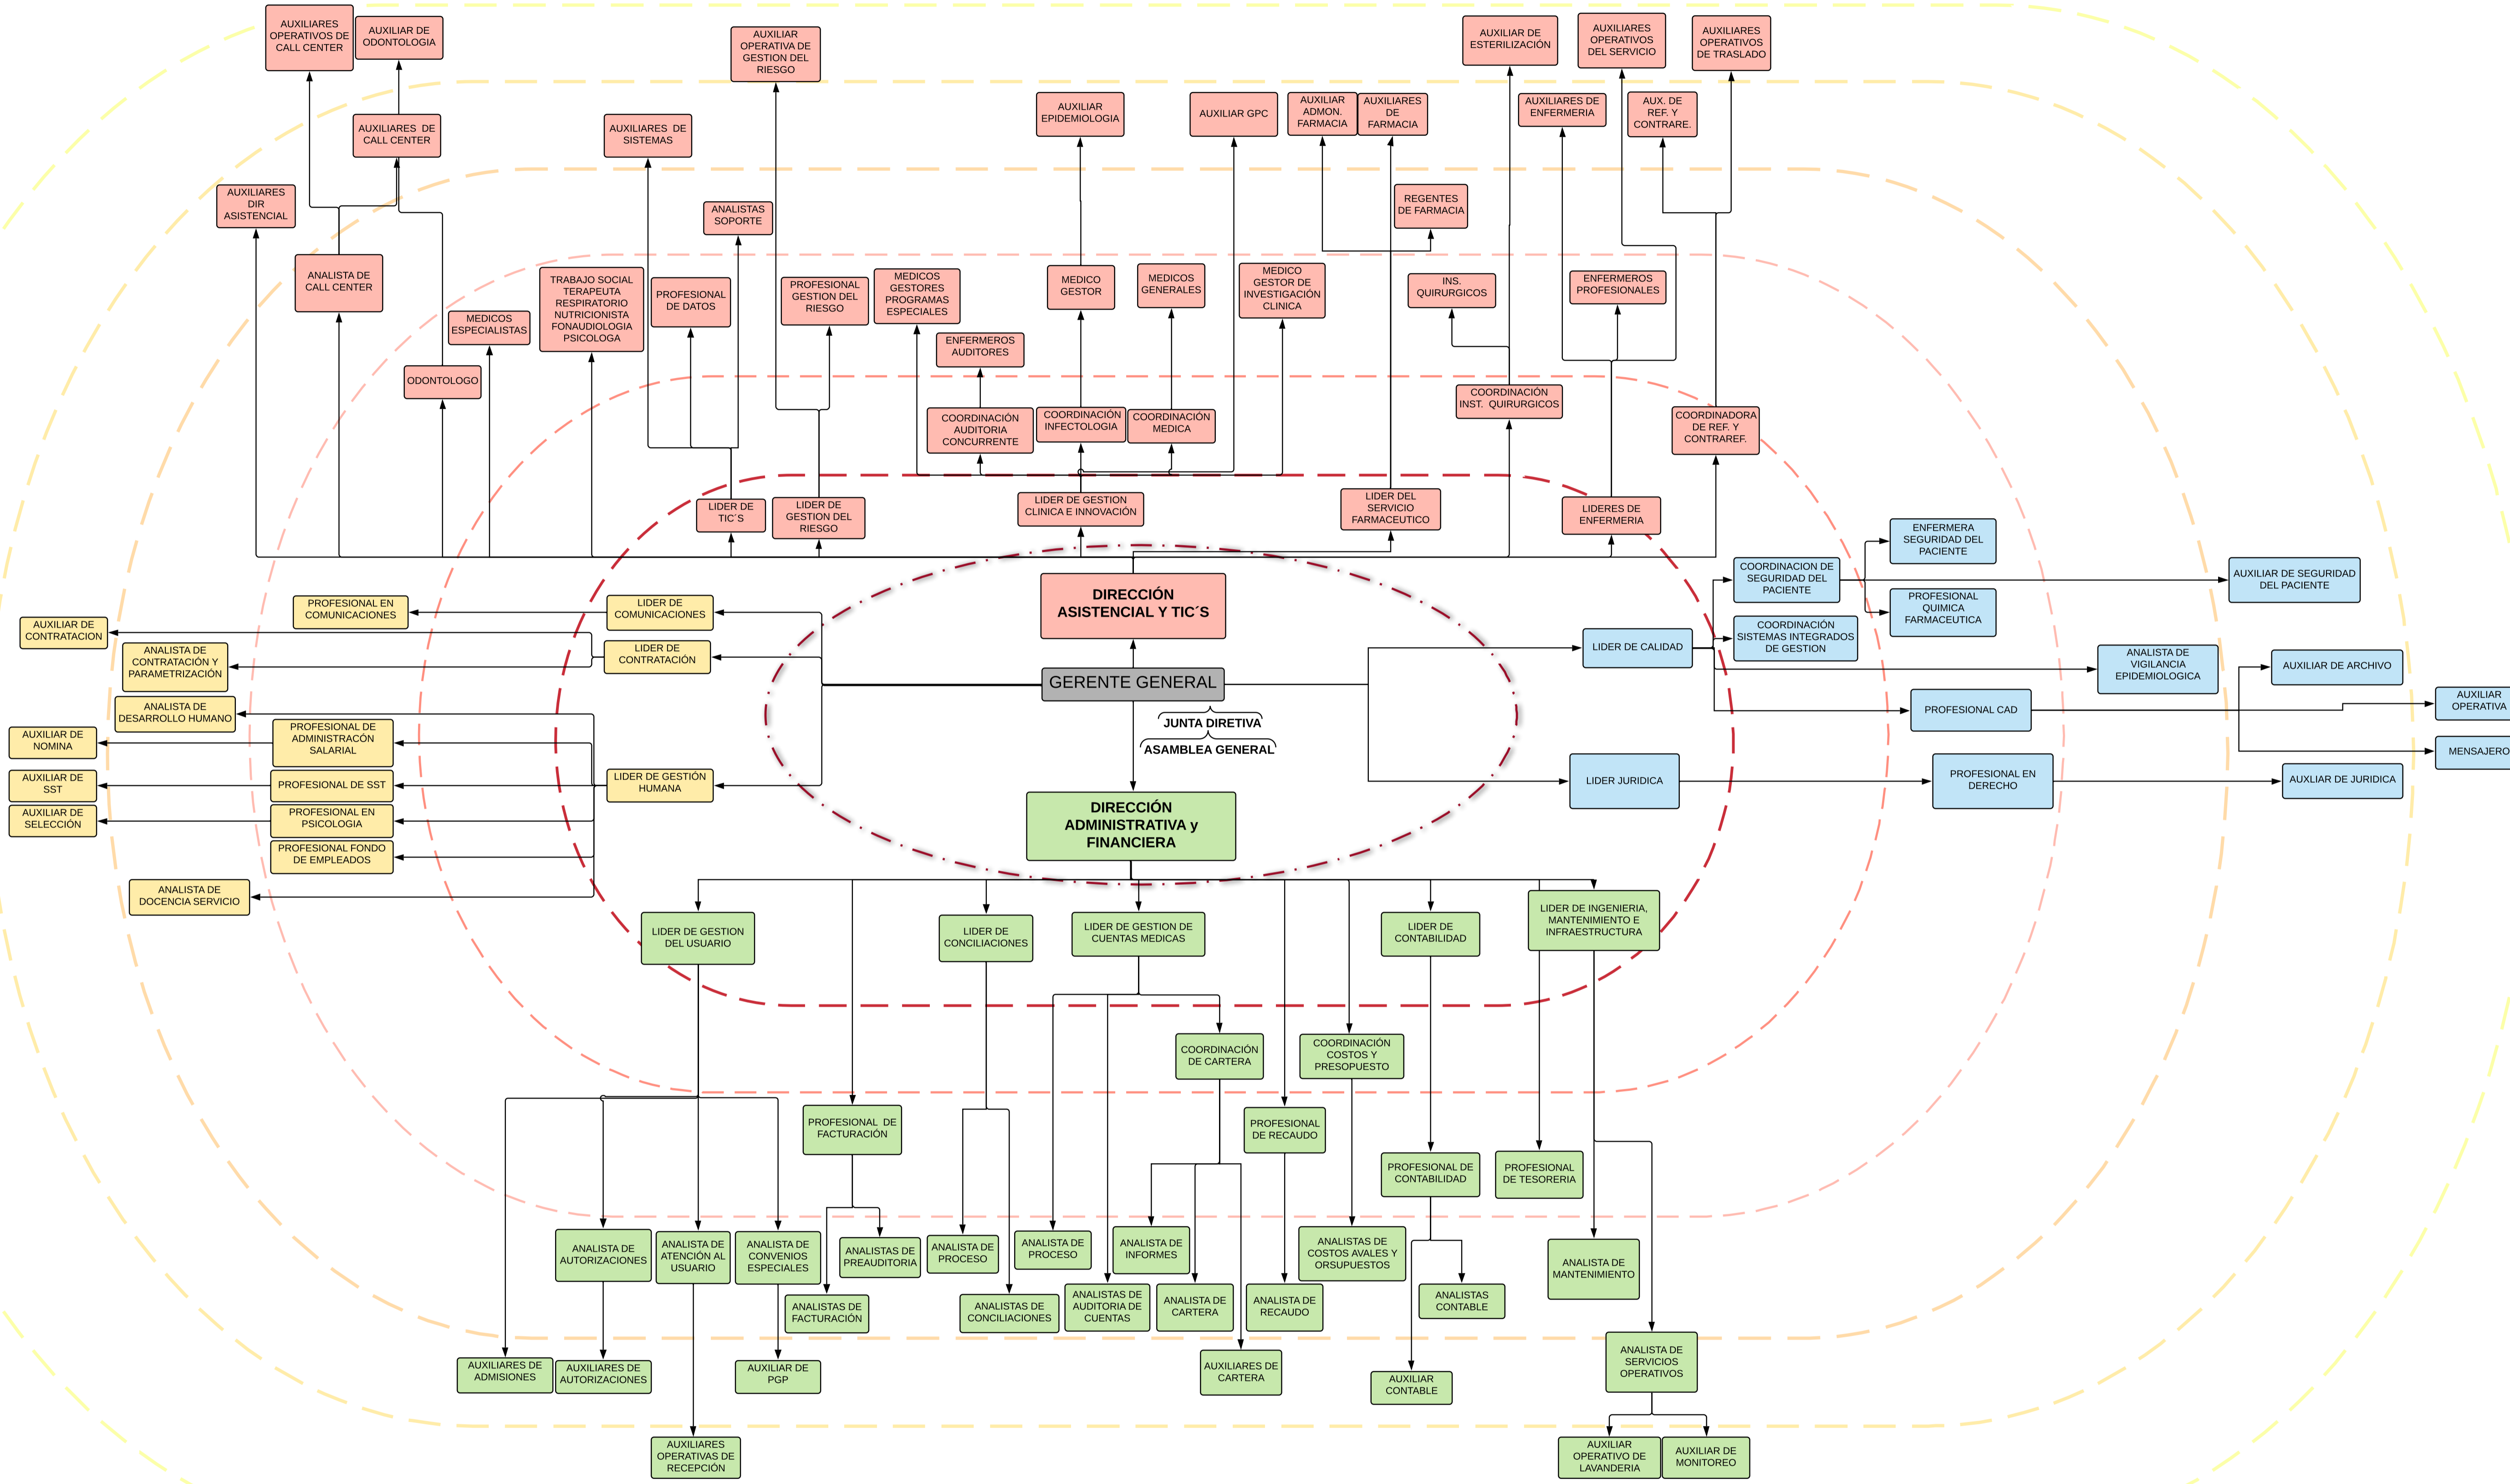 AUXILIARES
OPERATIVOS DE
CALL CENTER
AUXILIAR DE
ODONTOLOGIA
AUXILIAR
OPERATIVA DE
GESTION DEL
RIESGO
AUXILIAR DE
ESTERILIZACIÓN
AUXILIARES
OPERATIVOS
DEL SERVICIO
AUXILIARES
OPERATIVOS
DE TRASLADO
AUXILIARES DE
CALL CENTER
AUXILIARES DE
SISTEMAS
AUXILIAR
EPIDEMIOLOGIA
AUXILIAR GPC
AUXILIAR
ADMON.
FARMACIA
AUXILIARES
DE
FARMACIA
AUXILIARES DE
ENFERMERIA
AUX. DE
REF. Y
CONTRARE.
AUXILIARES
DIR
ASISTENCIAL
ANALISTAS
SOPORTE
REGENTES
DE FARMACIA
ANALISTA DE
CALL CENTER
MEDICOS
ESPECIALISTAS
TRABAJO SOCIAL
TERAPEUTA
RESPIRATORIO
NUTRICIONISTA
FONAUDIOLOGIA
PSICOLOGA
PROFESIONAL
DE DATOS
PROFESIONAL
GESTION DEL
RIESGO
MEDICOS
GESTORES
PROGRAMAS
ESPECIALES
MEDICO
GESTOR
MEDICOS
GENERALES
MEDICO
GESTOR DE
INVESTIGACIÓN
CLINICA
INS.
QUIRURGICOS
ENFERMEROS
PROFESIONALES
ENFERMEROS
AUDITORES
ODONTOLOGO
COORDINACIÓN
AUDITORIA
CONCURRENTE
COORDINACIÓN
INFECTOLOGIA
COORDINACIÓN
MEDICA
COORDINACIÓN
INST. QUIRURGICOS
COORDINADORA
DE REF. Y
CONTRAREF.
LIDER DE
TIC´S
LIDER DE
GESTION DEL
RIESGO
LIDER DE GESTION
CLINICA E INNOVACIÓN
LIDER DEL
SERVICIO
FARMACEUTICO
LIDERES DE
ENFERMERIA
DIRECCIÓN
ASISTENCIAL Y TIC´S
GERENTE GENERAL
JUNTA DIRETIVA
ASAMBLEA GENERAL
DIRECCIÓN
ADMINISTRATIVA y
FINANCIERA
PROFESIONAL EN
COMUNICACIONES
LIDER DE
COMUNICACIONES
AUXILIAR DE
CONTRATACION
ANALISTA DE
CONTRATACIÓN Y
PARAMETRIZACIÓN
LIDER DE
CONTRATACIÓN
ANALISTA DE
DESARROLLO HUMANO
AUXILIAR DE
NOMINA
PROFESIONAL DE
ADMINISTRACÓN
SALARIAL
AUXILIAR DE
SST
PROFESIONAL DE SST
LIDER DE GESTIÓN
HUMANA
AUXILIAR DE
SELECCIÓN
PROFESIONAL EN
PSICOLOGIA
PROFESIONAL FONDO
DE EMPLEADOS
ANALISTA DE
DOCENCIA SERVICIO
ENFERMERA
SEGURIDAD DEL
PACIENTE
COORDINACION DE
SEGURIDAD DEL
PACIENTE
AUXILIAR DE SEGURIDAD
DEL PACIENTE
PROFESIONAL
QUIMICA
FARMACEUTICA
COORDINACIÓN
SISTEMAS INTEGRADOS
DE GESTION
LIDER DE CALIDAD
ANALISTA DE
VIGILANCIA
EPIDEMIOLOGICA
AUXILIAR DE ARCHIVO
PROFESIONAL CAD
AUXILIAR
OPERATIVA
MENSAJERO
LIDER JURIDICA
PROFESIONAL EN
DERECHO
AUXLIAR DE JURIDICA
LIDER DE GESTION
DEL USUARIO
LIDER DE
CONCILIACIONES
LIDER DE GESTION DE
CUENTAS MEDICAS
LIDER DE
CONTABILIDAD
LIDER DE INGENIERIA,
MANTENIMIENTO E
INFRAESTRUCTURA
COORDINACIÓN
DE CARTERA
COORDINACIÓN
COSTOS Y
PRESOPUESTO
PROFESIONAL DE
FACTURACIÓN
PROFESIONAL
DE RECAUDO
PROFESIONAL DE
CONTABILIDAD
PROFESIONAL
DE TESORERIA
ANALISTA DE
AUTORIZACIONES
ANALISTA DE
ATENCIÓN AL
USUARIO
ANALISTA DE
CONVENIOS
ESPECIALES
ANALISTAS DE
PREAUDITORIA
ANALISTA DE
PROCESO
ANALISTA DE
PROCESO
ANALISTA DE
INFORMES
ANALISTAS DE
COSTOS AVALES Y
ORSUPUESTOS
ANALISTA DE
MANTENIMIENTO
ANALISTAS DE
FACTURACIÓN
ANALISTAS DE
CONCILIACIONES
ANALISTAS DE
AUDITORIA DE
CUENTAS
ANALISTA DE
CARTERA
ANALISTA DE
RECAUDO
ANALISTAS
CONTABLE
AUXILIARES DE
ADMISIONES
AUXILIARES DE
AUTORIZACIONES
AUXILIAR DE
PGP
AUXILIARES DE
CARTERA
AUXILIAR
CONTABLE
ANALISTA DE
SERVICIOS
OPERATIVOS
AUXILIARES
OPERATIVAS DE
RECEPCIÓN
AUXILIAR
OPERATIVO DE
LAVANDERIA
AUXILIAR DE
MONITOREO